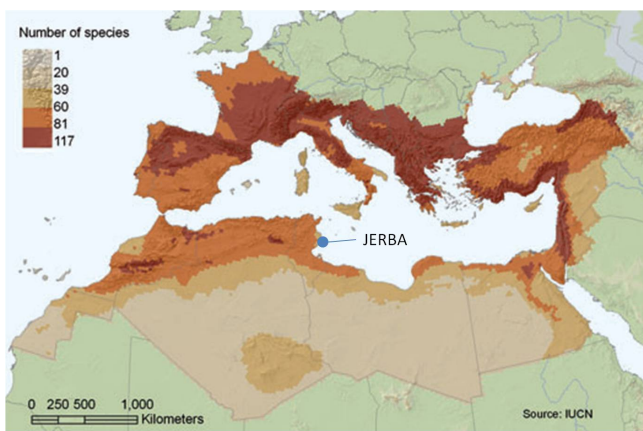 Number of species
1
20
39
60
81
117
JERBA
0 250 500 1,000
Kilometers
Source: IUCN